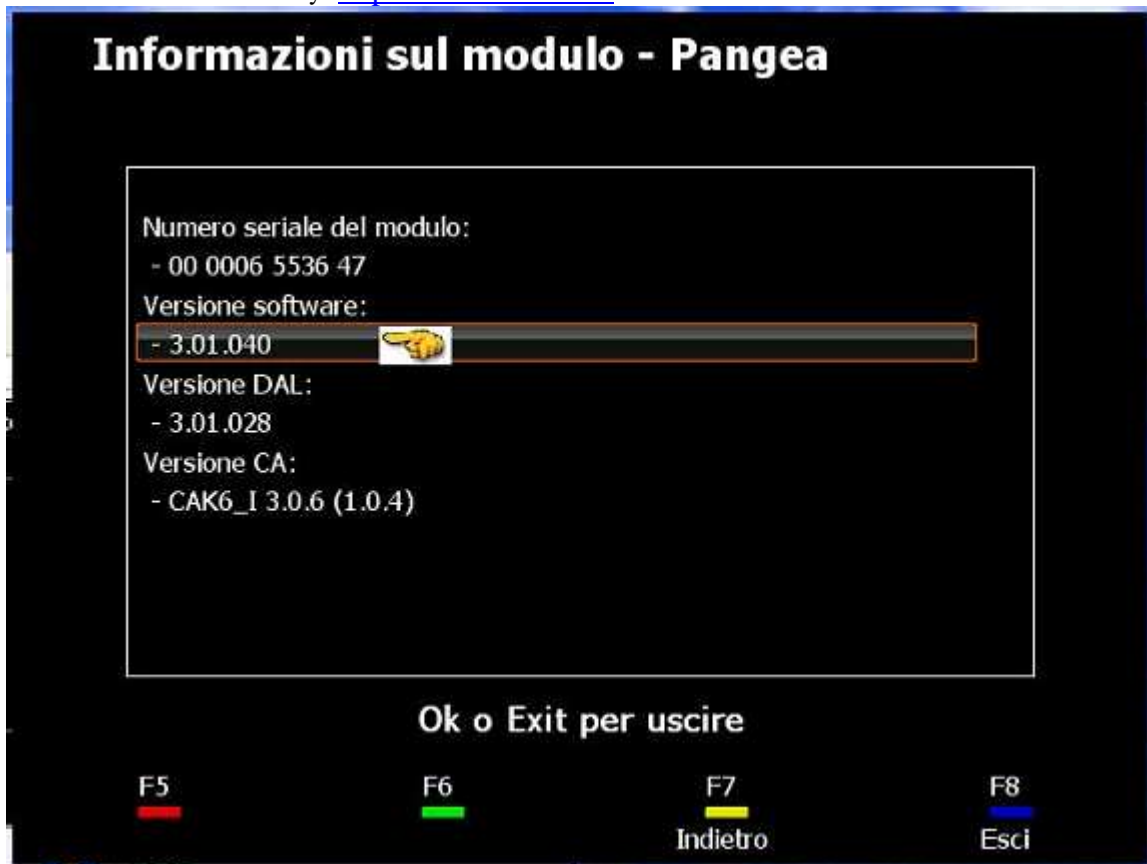 Informazioni sul modulo - Pangea
Numero seriale del modulo:
- 00 0006 5536 47
Versione software:
- 3.01.040
Versione DAL:
- 3.01.028
Versione CA:
- CAK6_I 3.0.6 (1.0.4)
Ok o Exit per uscire
F5 F6 F7 F8
Indietro Esci